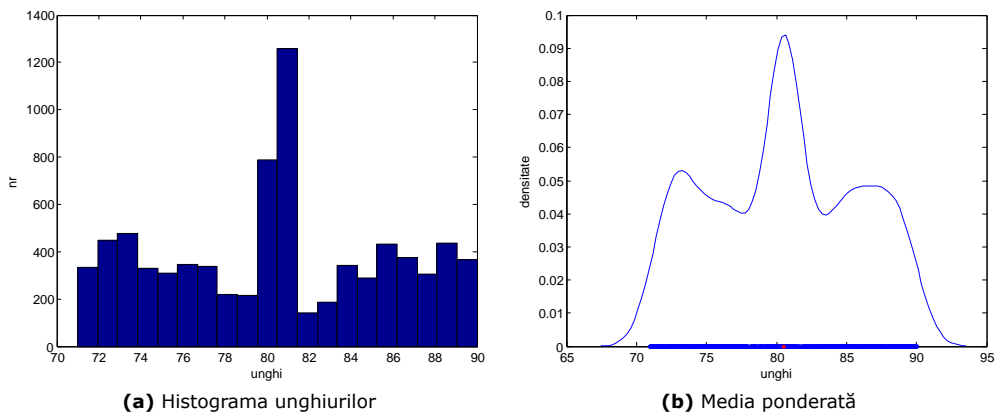 1400
1200
1000
800
600
400
200
0
nr
70 72 74 76 78 80 82 84 86 88 90
unghi
(a) Histograma unghiurilor
0.1
0.09
0.08
0.07
0.06
0.05
0.04
0.03
0.02
0.01
0
densitate
65 70 75 80 85 90 95
unghi
(b) Media ponderată